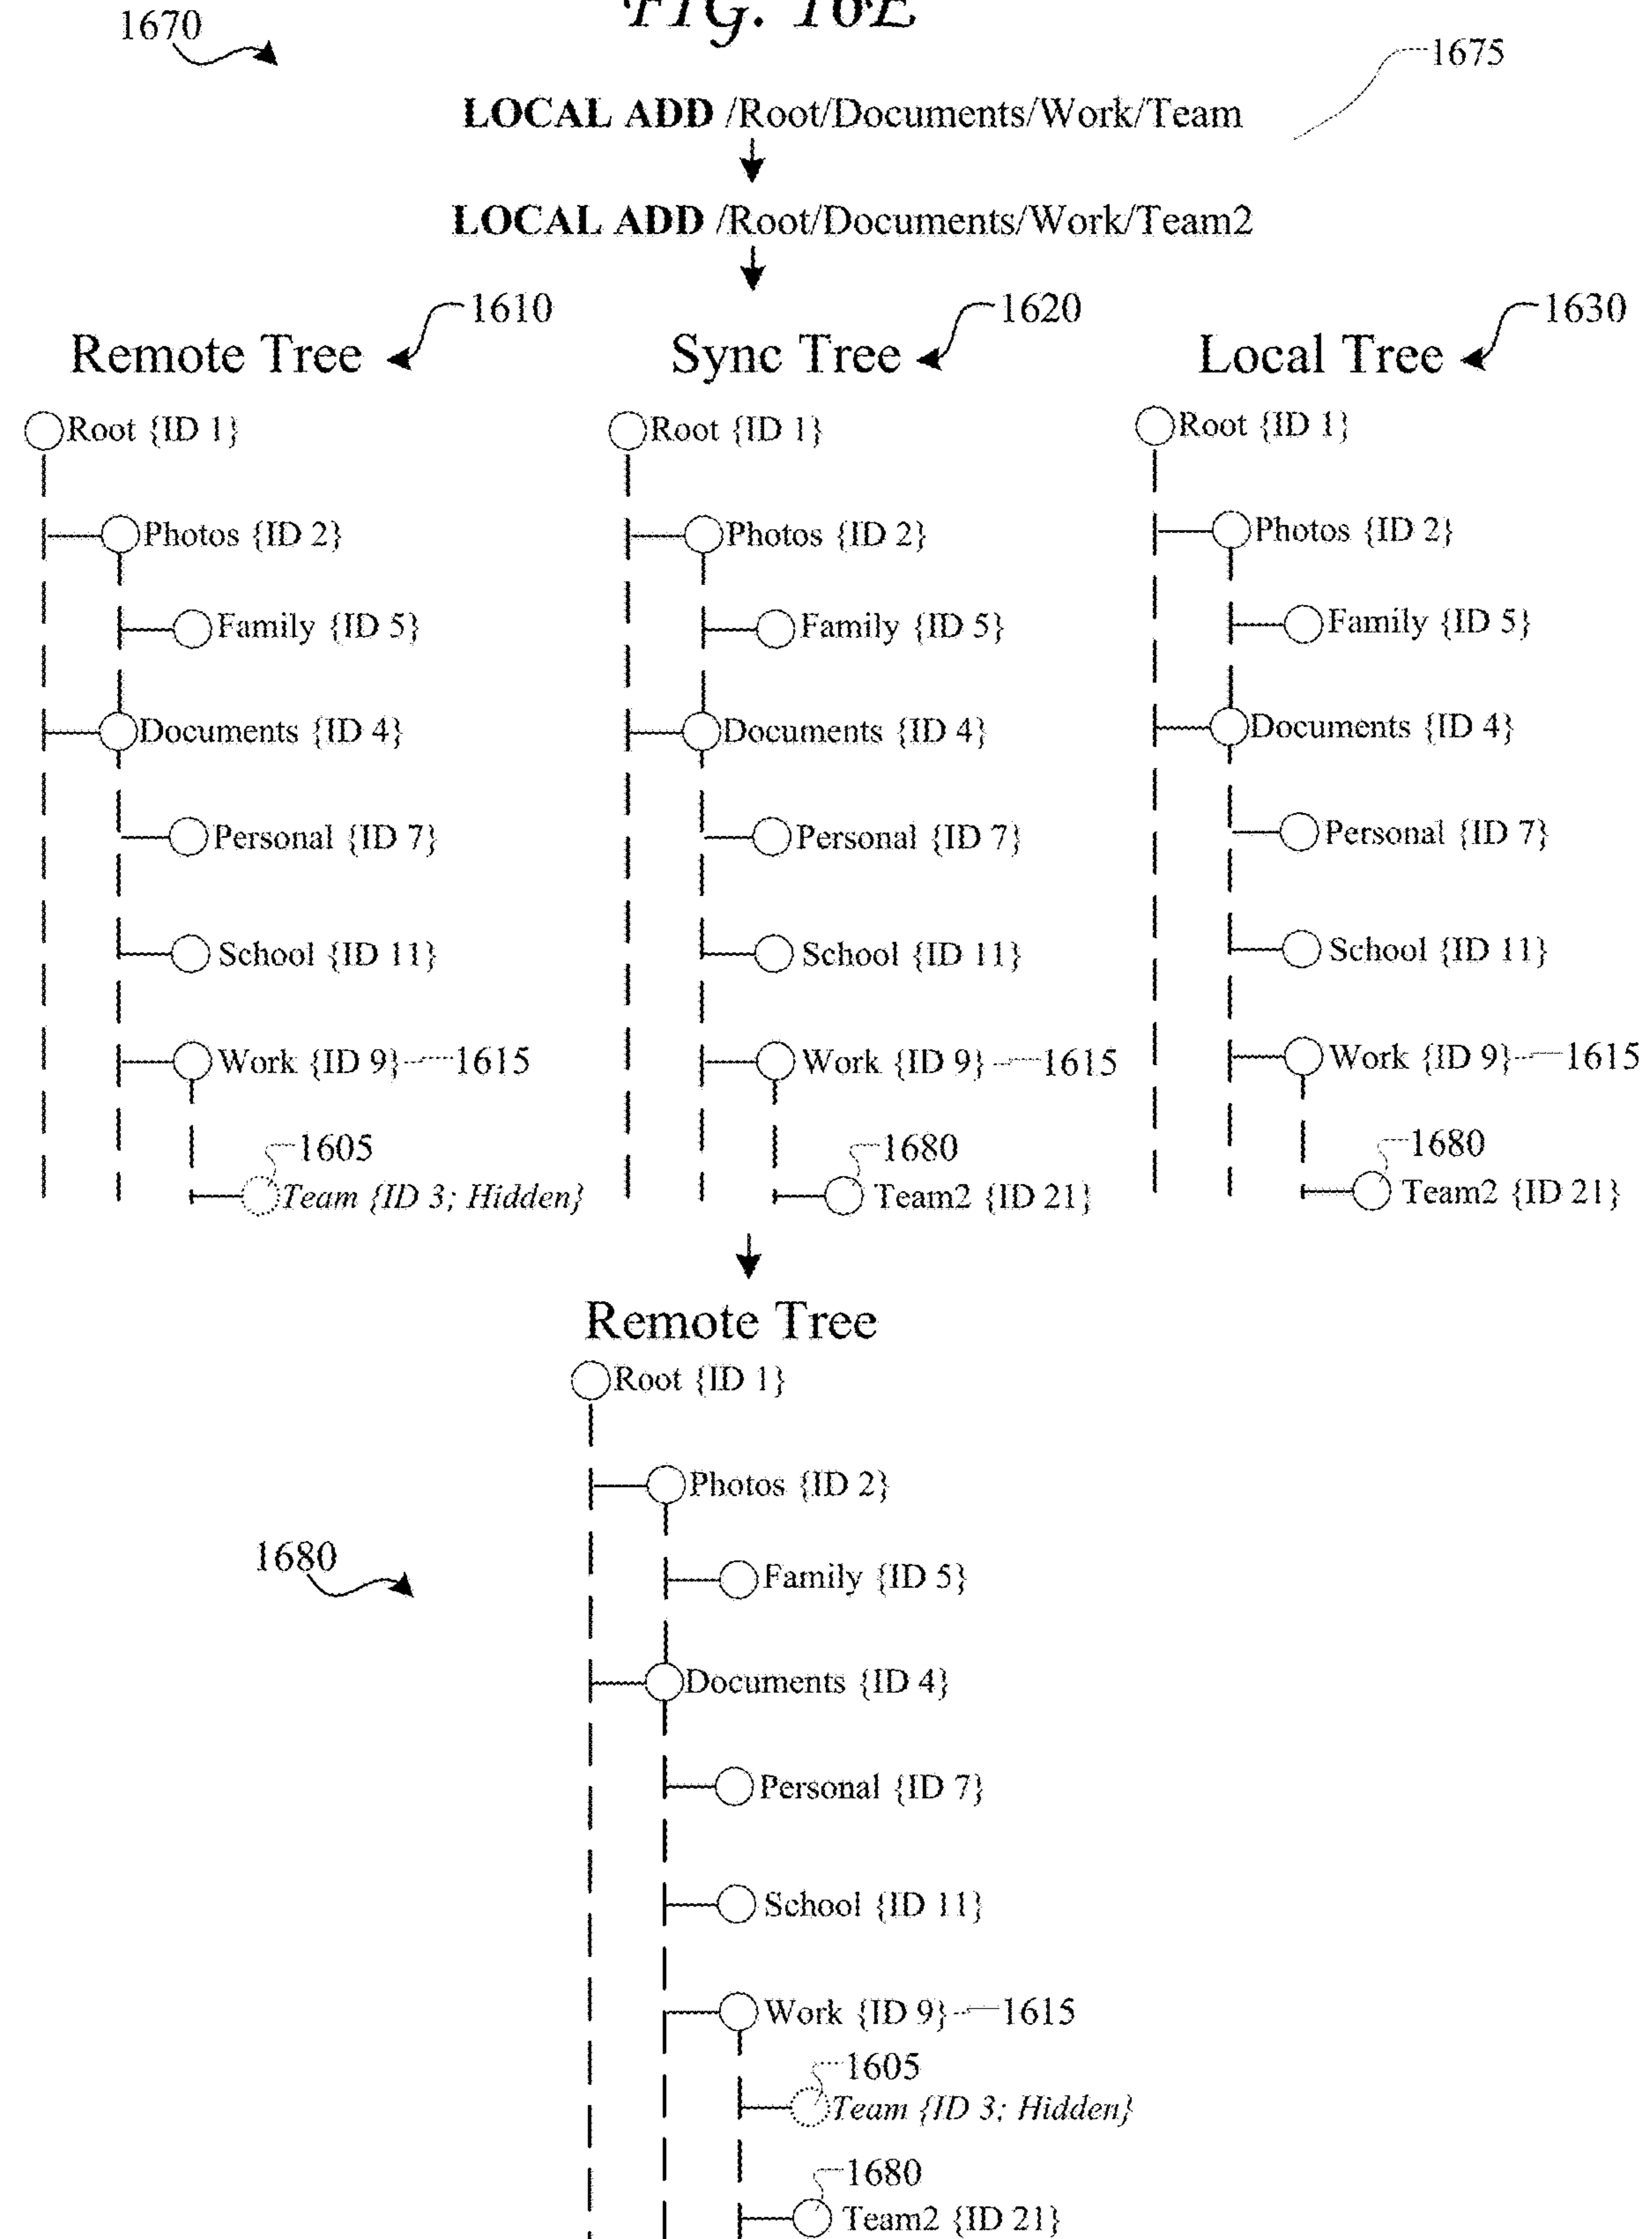 FIG. 16E
1670
1675
LOCAL ADD /Root/Documents/Work/Team
LOCAL ADD /Root/Documents/Work/Team2
1610
1620
1630
Remote Tree
Root {ID 1}
Photos {ID 2}
Family {ID 5}
Documents {ID 4}
Personal {ID 7}
School {ID 11}
Work {ID 9} 1615
1605
Team {ID 3; Hidden}
Sync Tree
Root {ID 1}
Photos {ID 2}
Family {ID 5}
Documents {ID 4}
Personal {ID 7}
School {ID 11}
Work {ID 9} 1615
1680
Team2 {ID 21}
Local Tree
Root {ID 1}
Photos {ID 2}
Family {ID 5}
Documents {ID 4}
Personal {ID 7}
School {ID 11}
Work {ID 9} 1615
1680
Team2 {ID 21}
Remote Tree
1680
Root {ID 1}
Photos {ID 2}
Family {ID 5}
Documents {ID 4}
Personal {ID 7}
School {ID 11}
Work {ID 9} 1615
1605
Team {ID 3; Hidden}
1680
Team2 {ID 21}